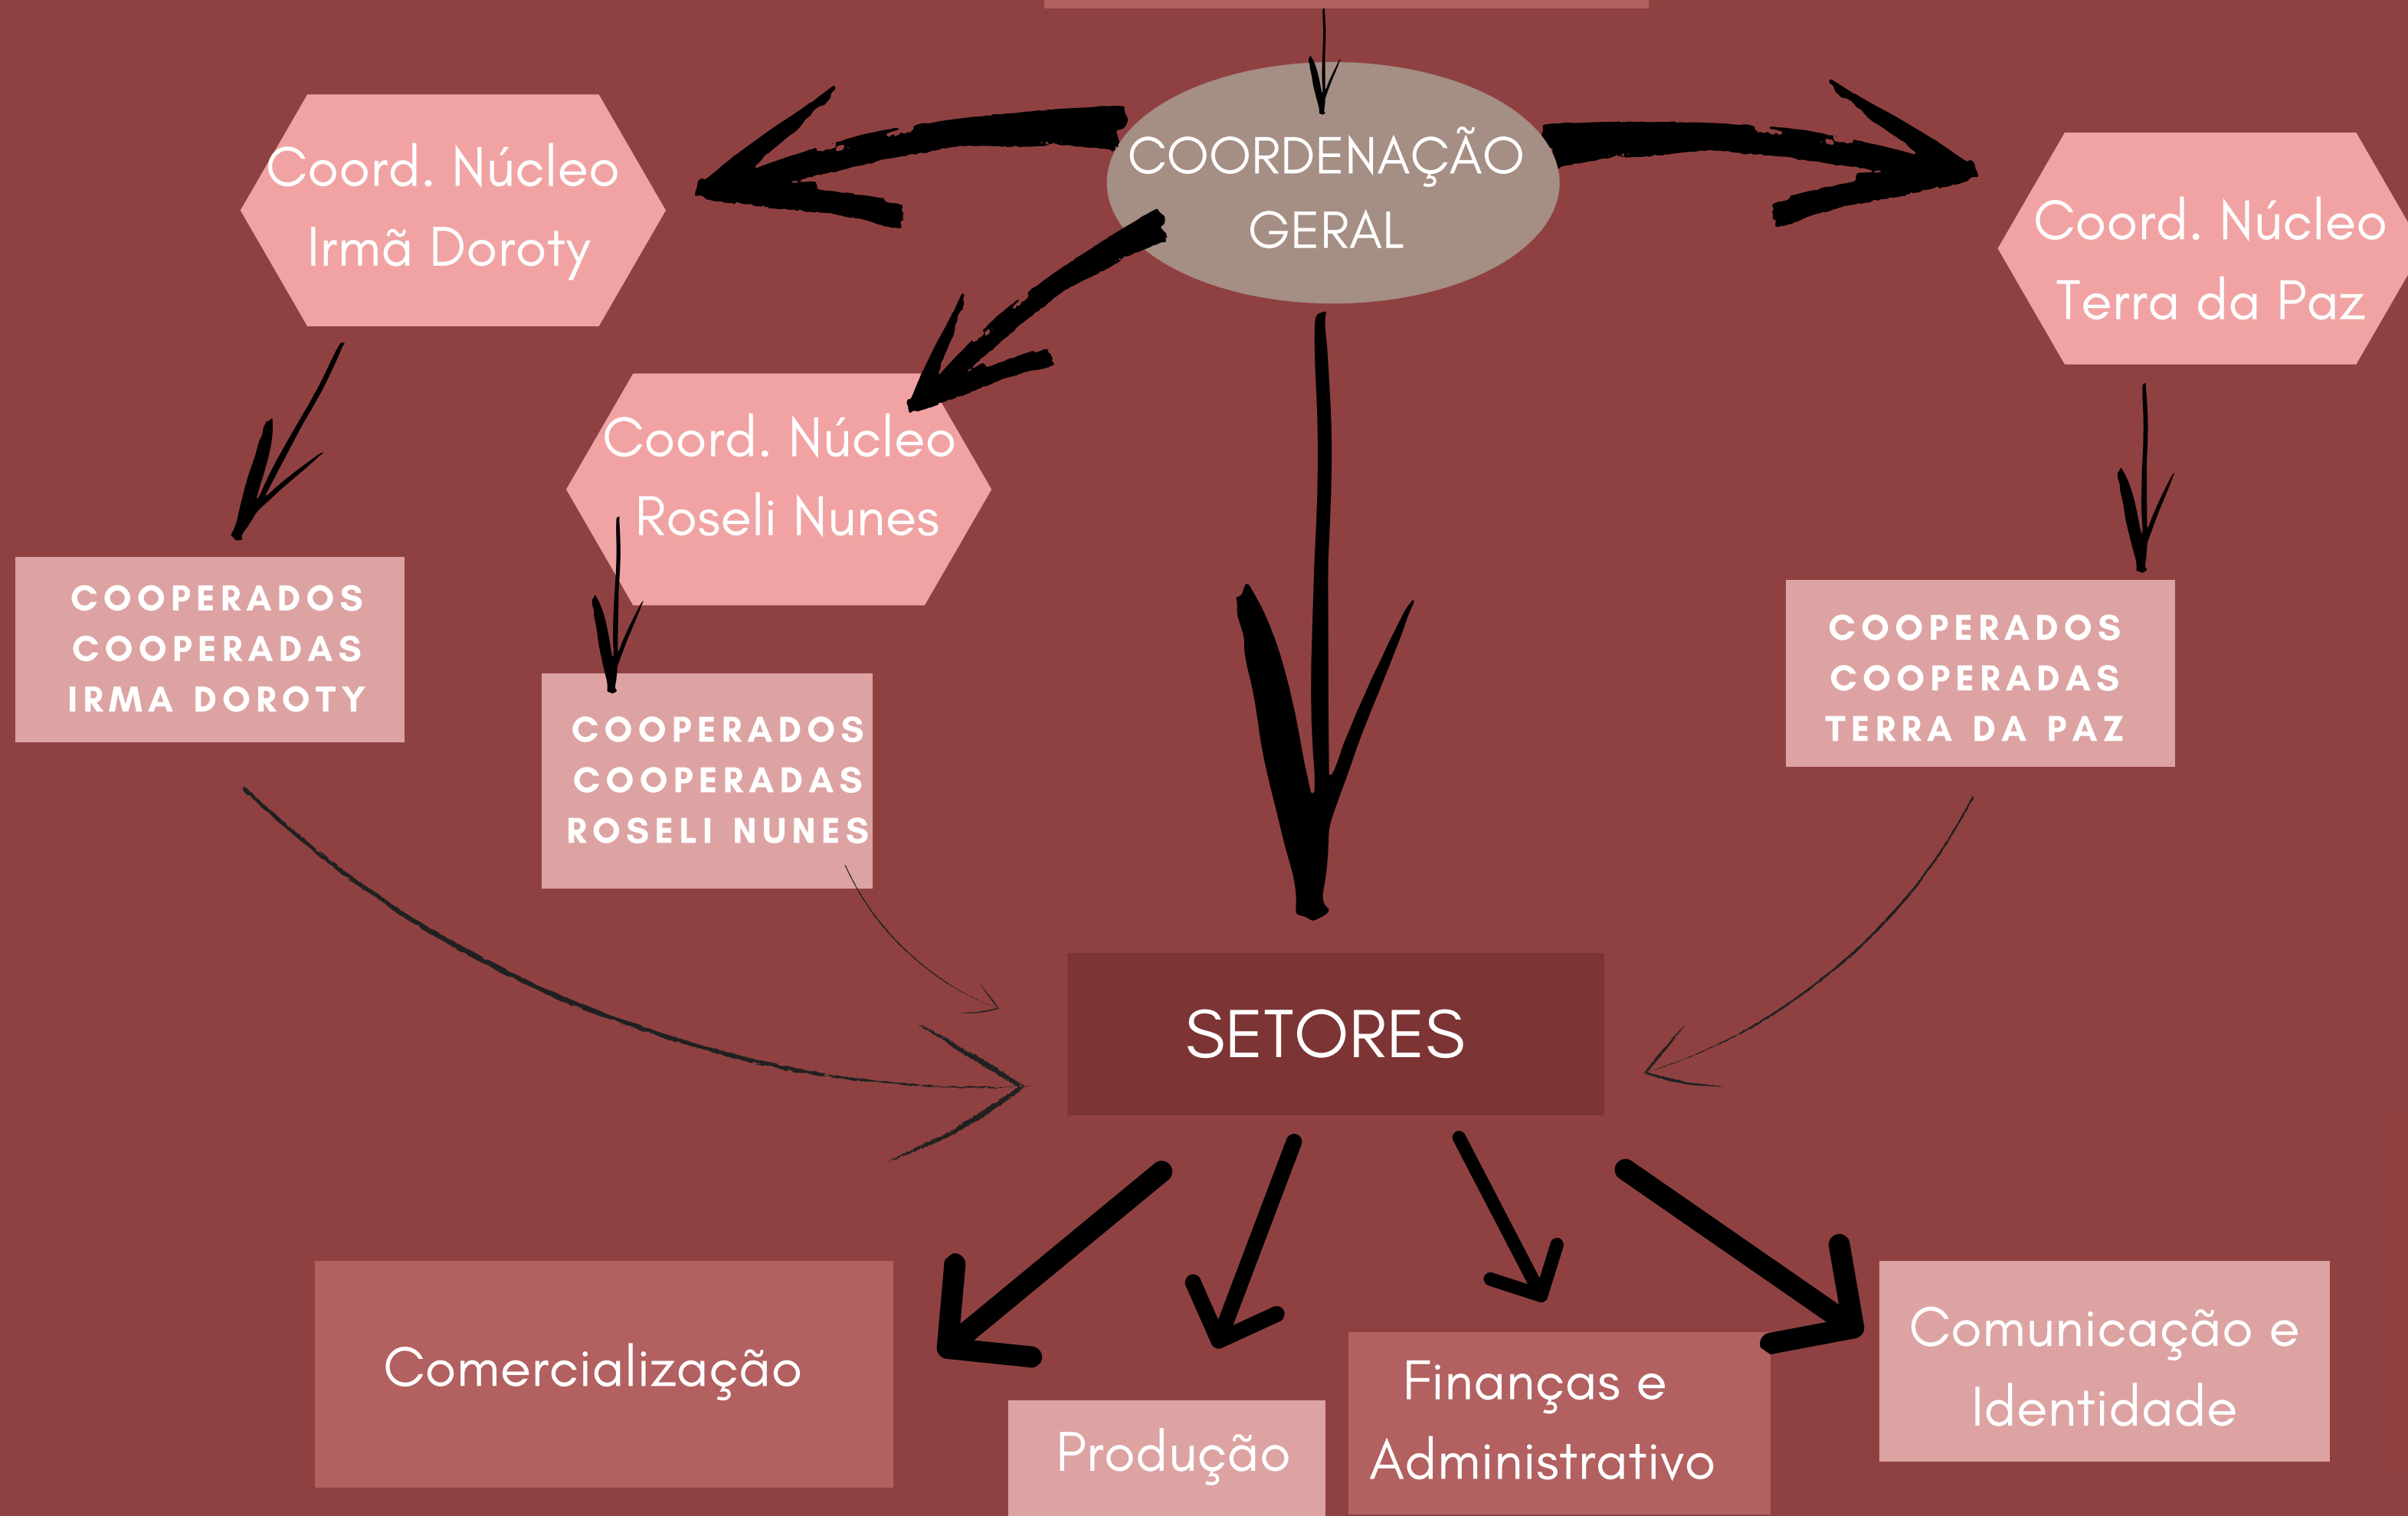 COORDENAÇÃO
GERAL
Coord. Núcleo
Irmã Doroty
Coord. Núcleo
Terra da Paz
Coord. Núcleo
Roseli Nunes
COOPERADOS
COOPERADAS
IRMA DOROTY
COOPERADOS
COOPERADAS
TERRA DA PAZ
COOPERADOS
COOPERADAS
ROSELI NUNES
SETORES
Comercialização
Produção
Finanças e
Administrativo
Comunicação e
Identidade